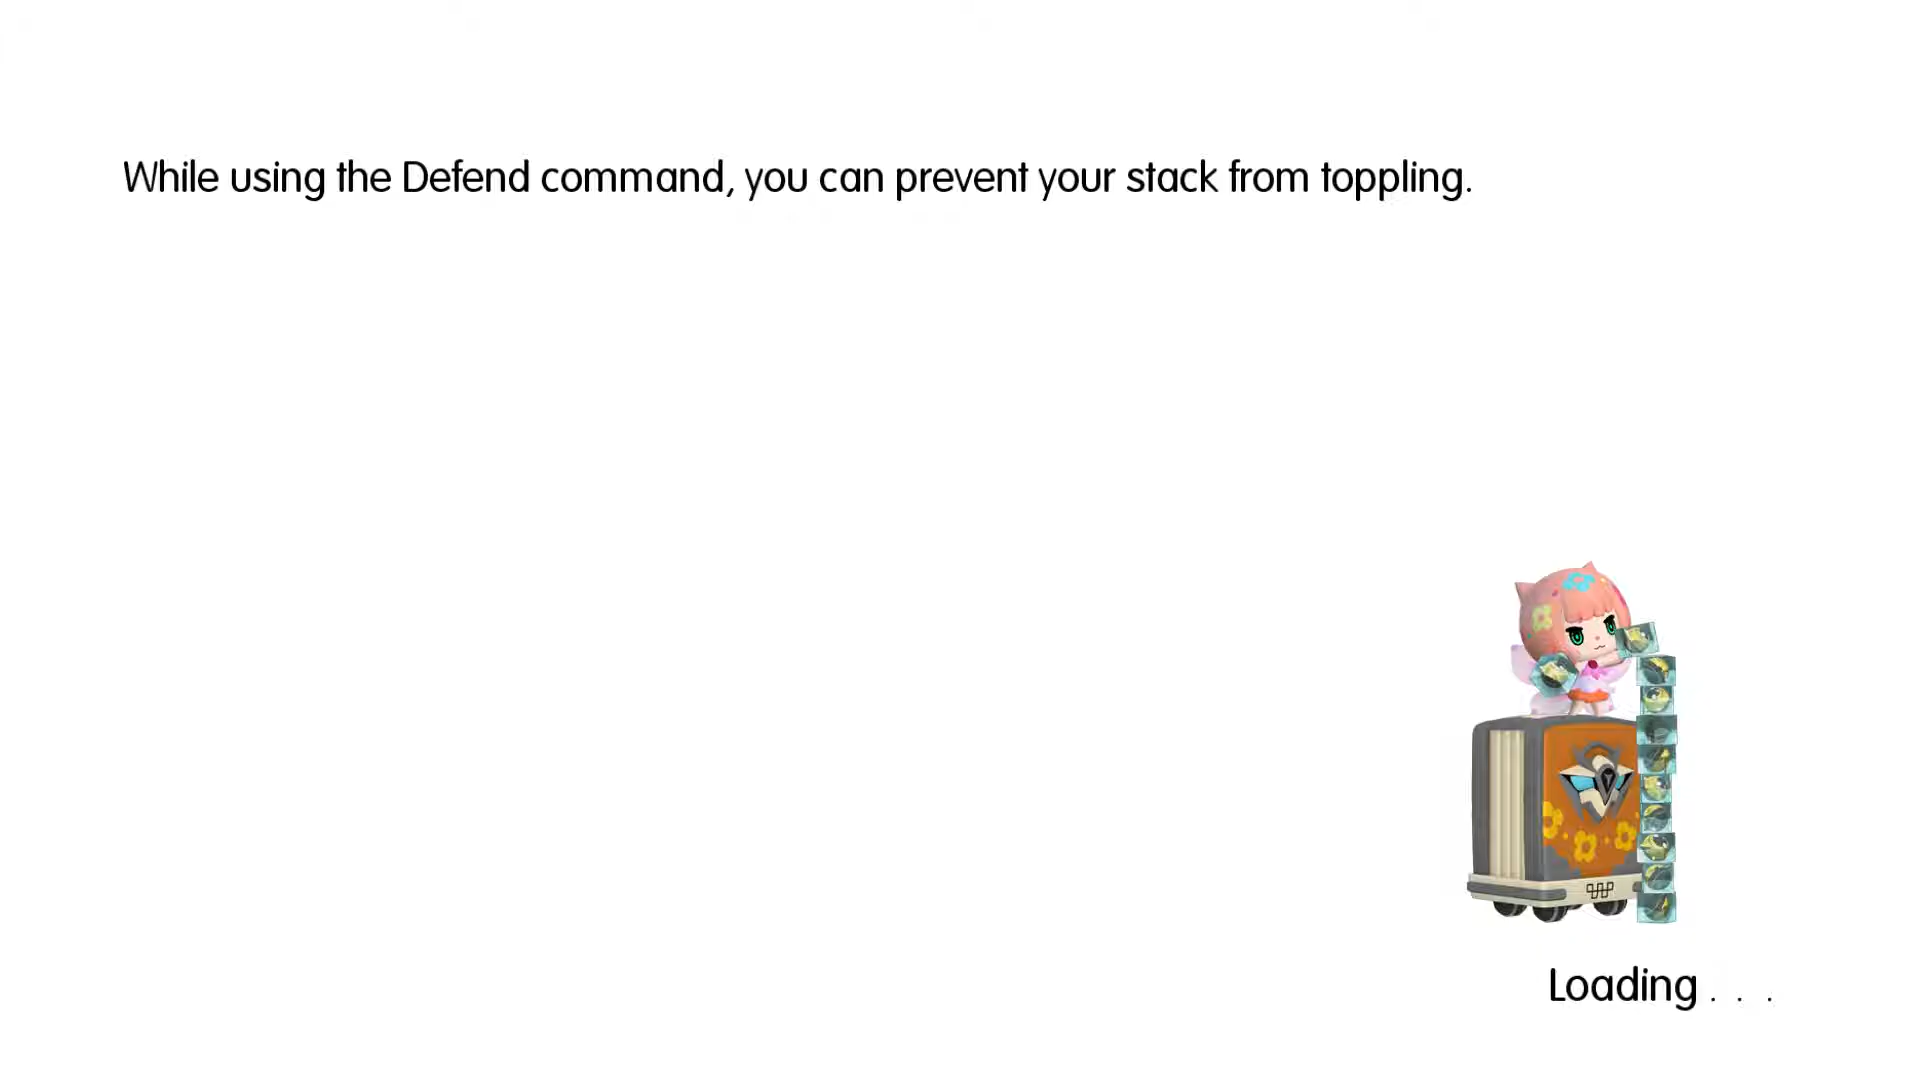 While using the Defend command, you can prevent your stack from toppling.
Loading . . .